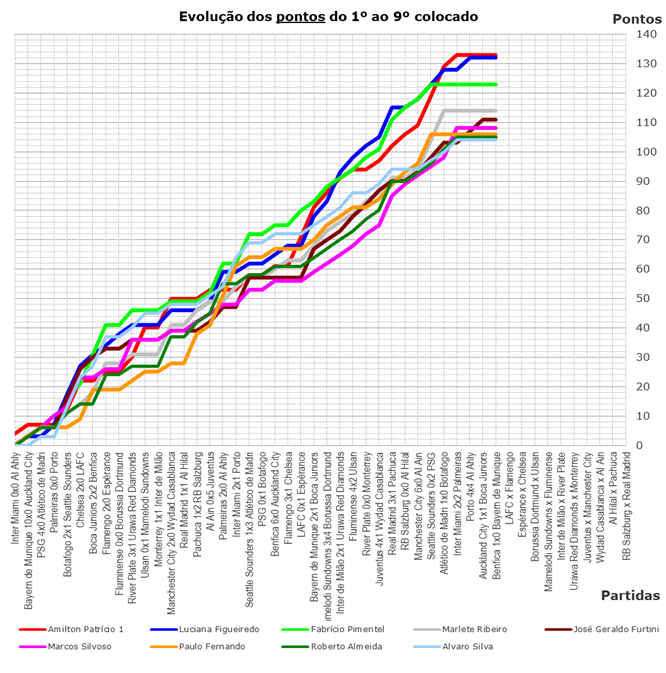 Evolução dos pontos do 1º ao 9º colocado
Pontos
140
130
120
110
100
90
80
70
60
50
40
30
20
10
0
Inter Miami 0x0 Al Ahly
Bayern de Munique 10x0 Auckland City
PSG 4x0 Atlético de Madri
Palmeiras 0x0 Porto
Botafogo 2x1 Seattle Sounders
Chelsea 2x0 LAFC
Boca Juniors 2x2 Benfica
Flamengo 2x0 Espérance
Fluminense 0x0 Borussia Dortmund
River Plate 3x1 Urawa Red Diamonds
Ulsan 0x1 Mamelodi Sundowns
Monterrey 1x1 Inter de Milão
Manchester City 2x0 Wydad Casablanca
Real Madrid 1x1 Al Hilal
Pachuca 1x2 RB Salzburg
Al Ain 0x5 Juventus
Palmeiras 2x0 Al Ahly
Inter Miami 2x1 Porto
Seattle Sounders 1x3 Atlético de Madri
PSG 0x1 Botafogo
Benfica 6x0 Auckland City
Flamengo 3x1 Chelsea
LAFC 0x1 Espérance
Bayern de Munique 2x1 Boca Juniors
amelodi Sundowns 3x4 Borussia Dortmund
Inter de Milão 2x1 Urawa Red Diamonds
Fluminense 4x2 Ulsan
River Plate 0x0 Monterrey
Juventus 4x1 Wydad Casablanca
Real Madrid 3x1 Pachuca
RB Salzburg 0x0 Al Hilal
Manchester City 6x0 Al Ain
Seattle Sounders 0x2 PSG
Atlético de Madri 1x0 Botafogo
Inter Miami 2x2 Palmeiras
Porto 4x4 Al Ahly
Auckland City 1x1 Boca Juniors
Benfica 1x0 Bayern de Munique
LAFC x Flamengo
Espérance x Chelsea
Borussia Dortmund x Ulsan
Mamelodi Sundowns x Fluminense
Inter de Milão x River Plate
Urawa Red Diamonds x Monterrey
Juventus x Manchester City
Wydad Casablanca x Al Ain
Al Hilal x Pachuca
RB Salzburg x Real Madrid
Partidas
Amilton Patrício 1
Luciana Figueiredo
Fabrício Pimentel
Marlete Ribeiro
José Geraldo Furtini
Marcos Silvoso
Paulo Fernando
Roberto Almeida
Alvaro Silva